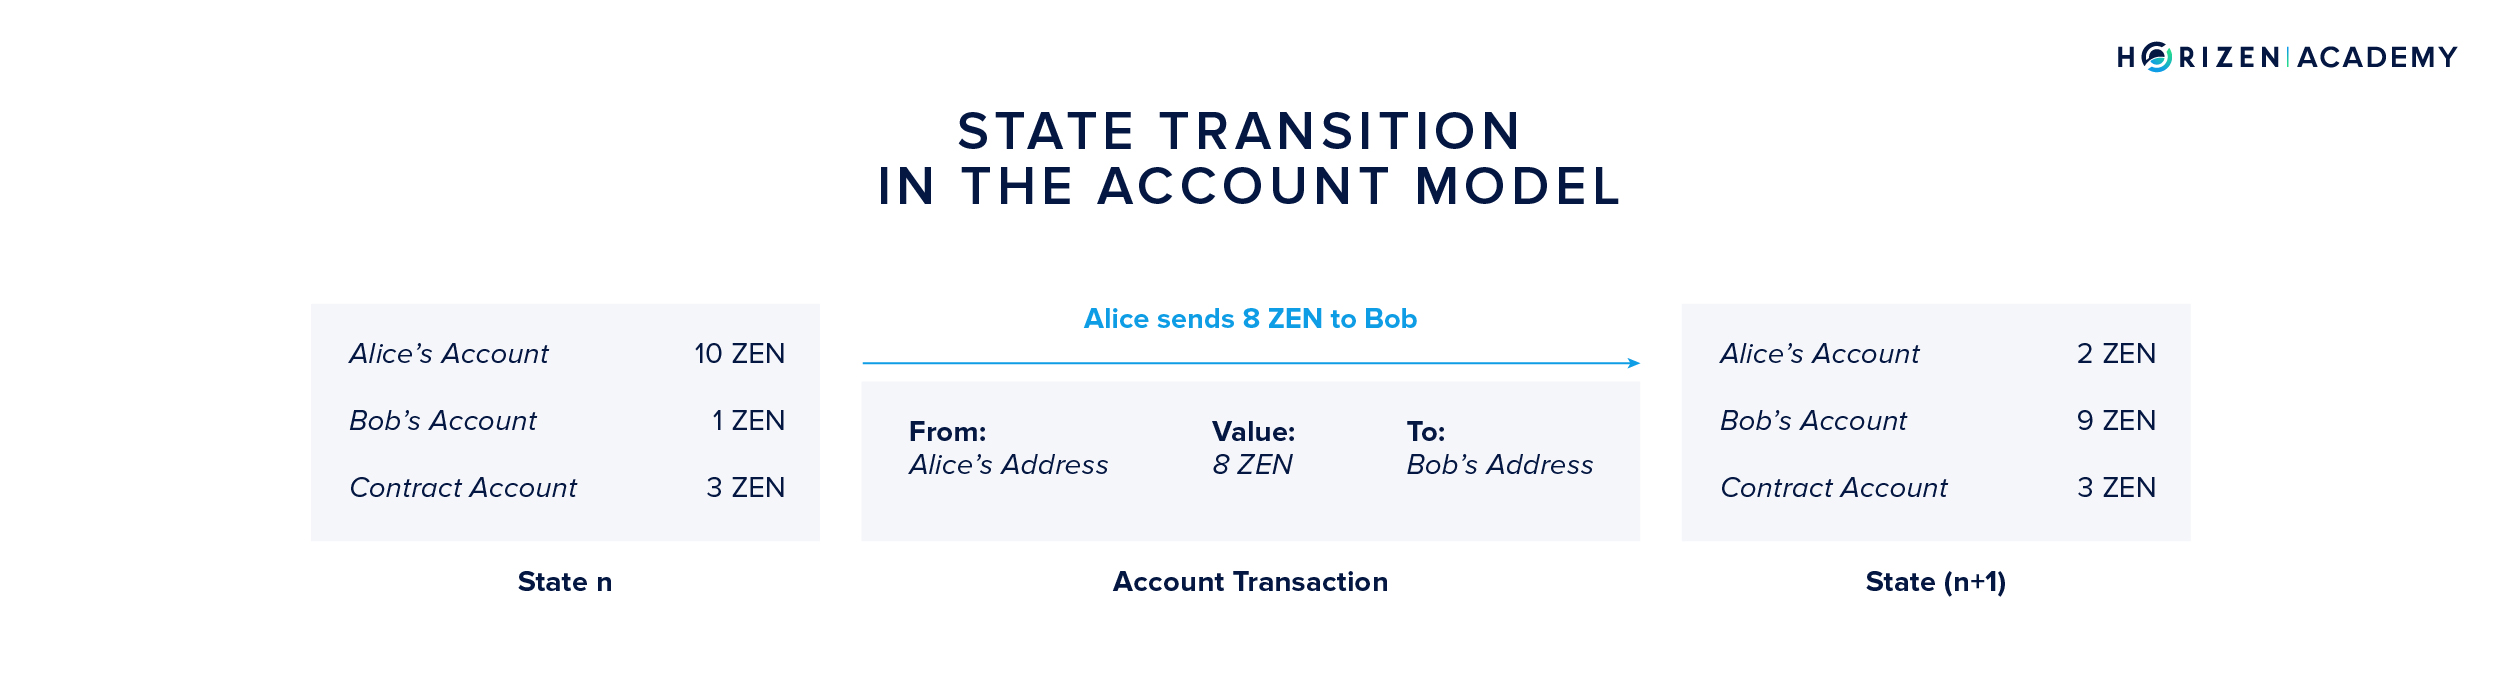 HORIZEN | ACADEMY
STATE TRANSITION
IN THE ACCOUNT MODEL
Alice’s Account 10 ZEN
Bob’s Account 1 ZEN
Contract Account 3 ZEN
State n
Alice sends 8 ZEN to Bob
From: Value: To:
Alice’s Address 8 ZEN Bob’s Address
Account Transaction
Alice’s Account 2 ZEN
Bob’s Account 9 ZEN
Contract Account 3 ZEN
State (n+1)